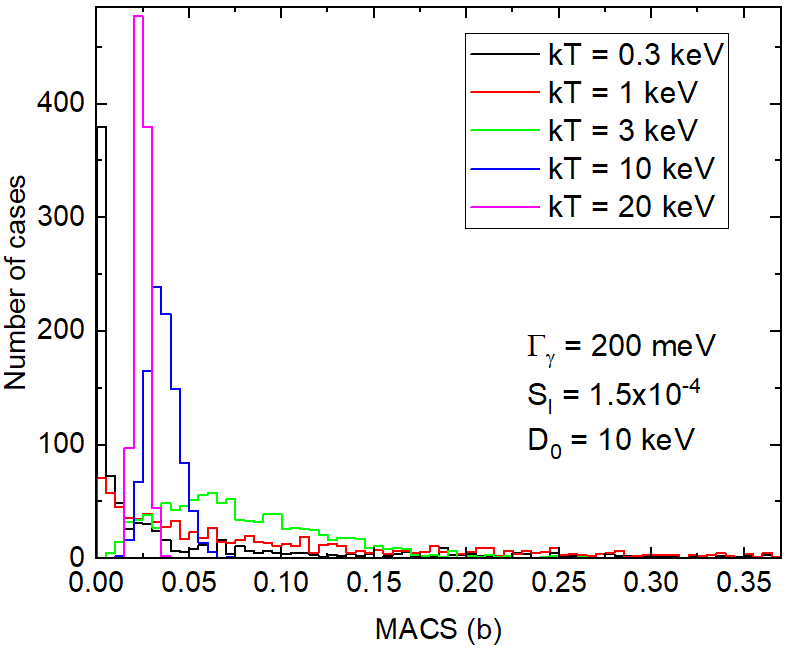 kT = 0.3 keV
kT = 1 keV
kT = 3 keV
kT = 10 keV
kT = 20 keV
Γγ = 200 meV
Sl = 1.5x10-4
D0 = 10 keV
Number of cases
400
300
200
100
0
0.00 0.05 0.10 0.15 0.20 0.25 0.30 0.35
MACS (b)